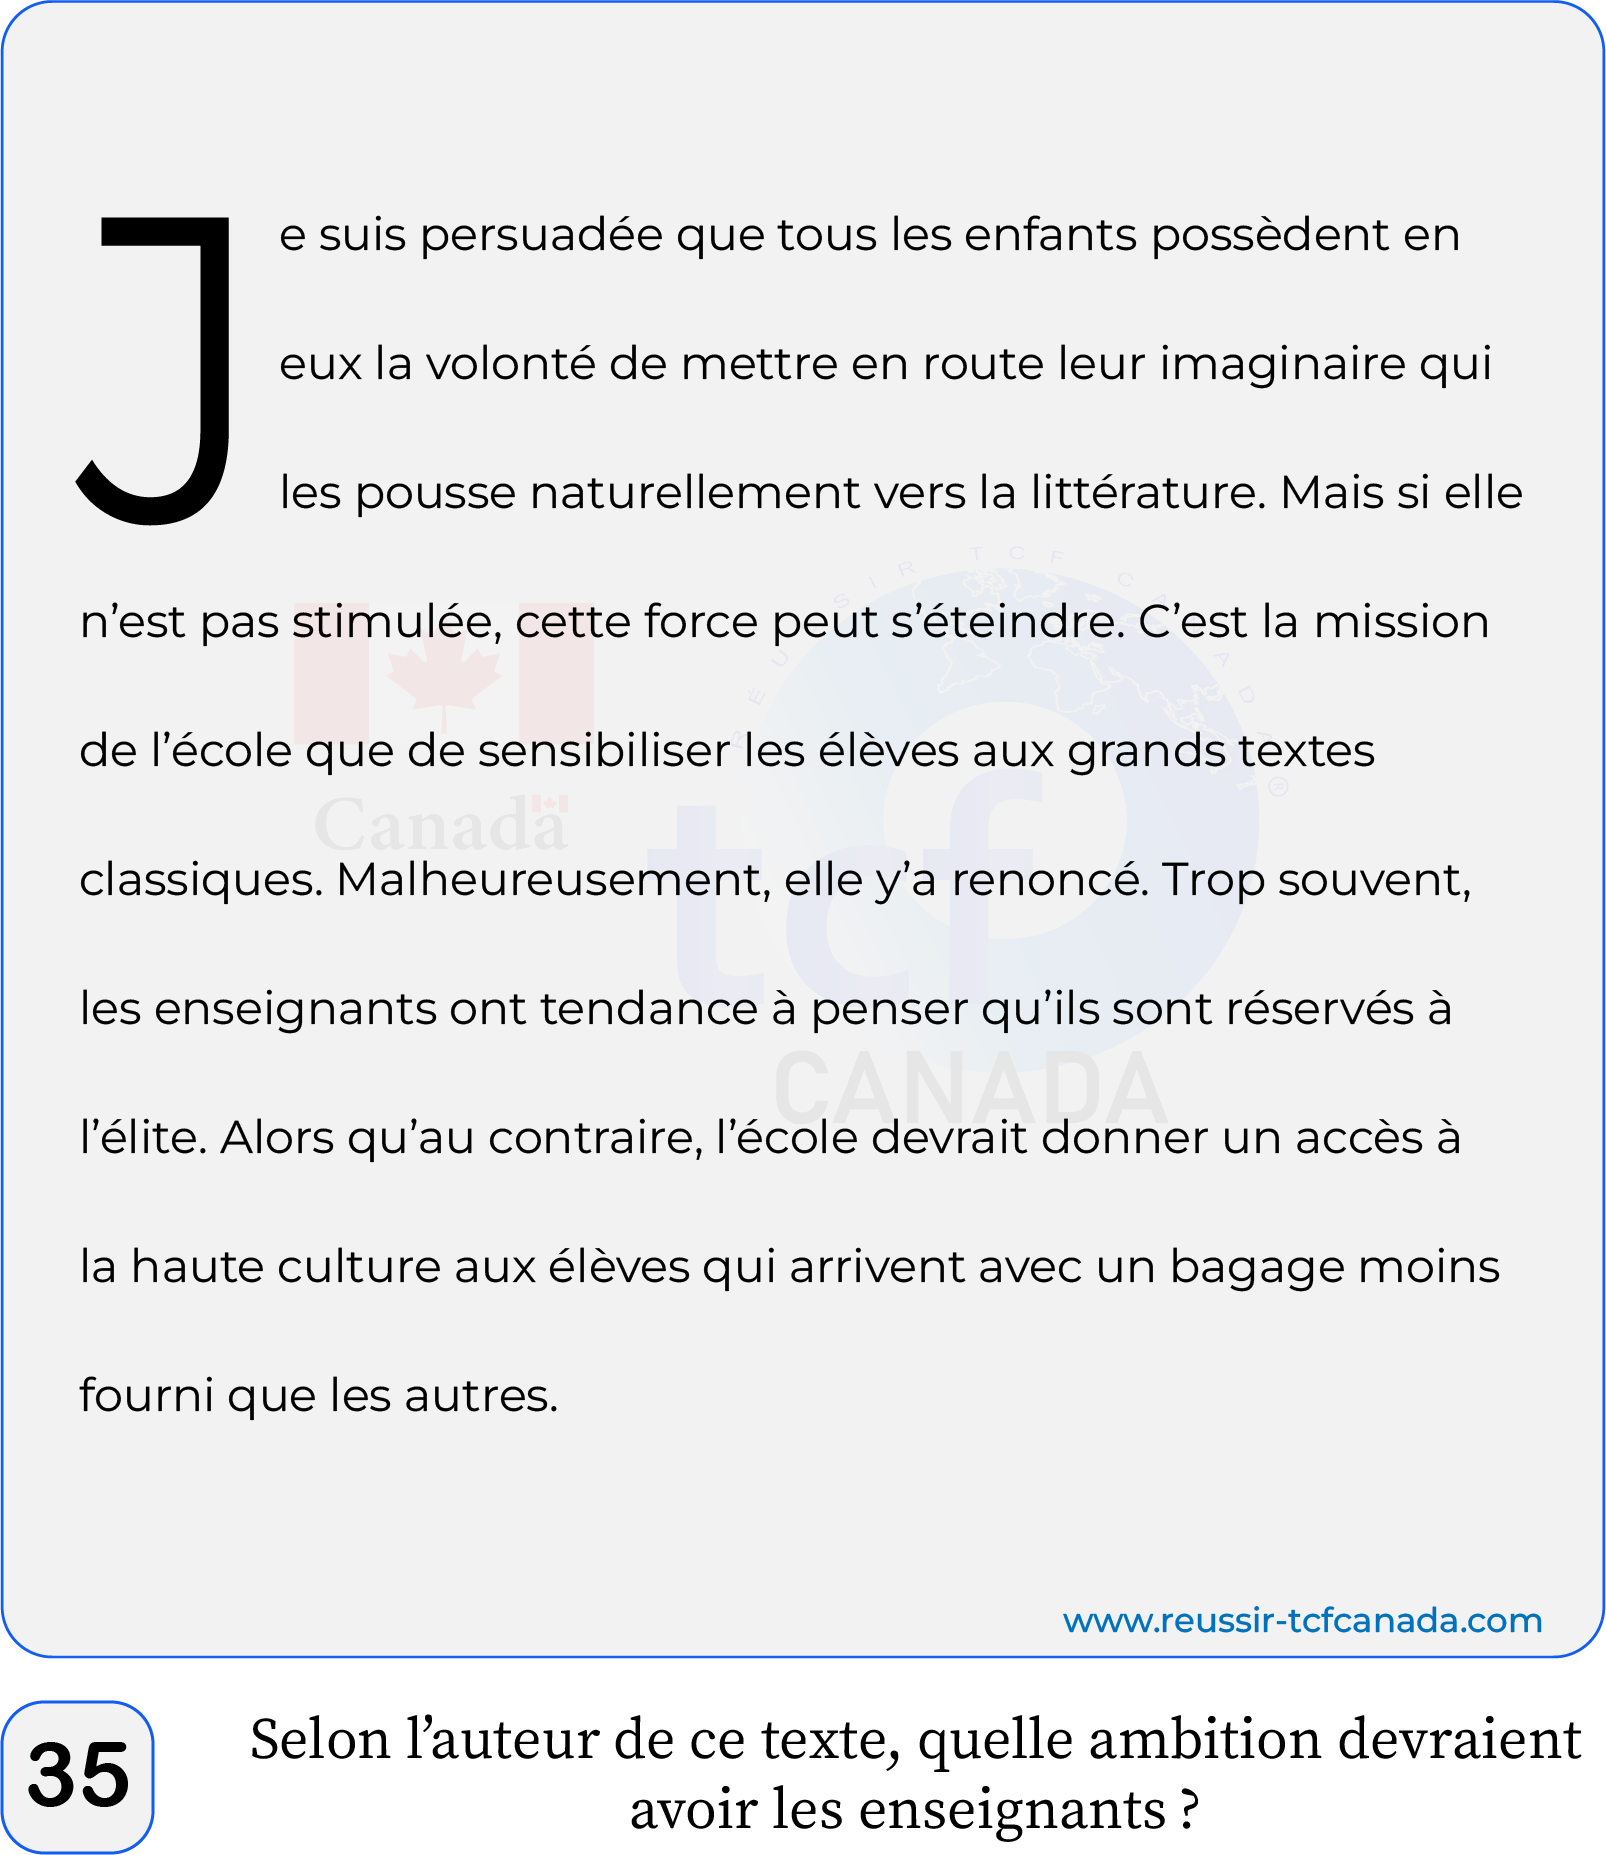 Je suis persuadée que tous les enfants possèdent en
eux la volonté de mettre en route leur imaginaire qui
les pousse naturellement vers la littérature. Mais si elle
n’est pas stimulée, cette force peut s’éteindre. C’est la mission
de l’école que de sensibiliser les élèves aux grands textes
classiques. Malheureusement, elle y’a renoncé. Trop souvent,
les enseignants ont tendance à penser qu’ils sont réservés à
l’élite. Alors qu’au contraire, l’école devrait donner un accès à
la haute culture aux élèves qui arrivent avec un bagage moins
fourni que les autres.
RÉUSSIR TCF CANADA ®
Canada
tcf
CANADA
www.reussir-tcfcanada.com
35
Selon l’auteur de ce texte, quelle ambition devraient
avoir les enseignants ?